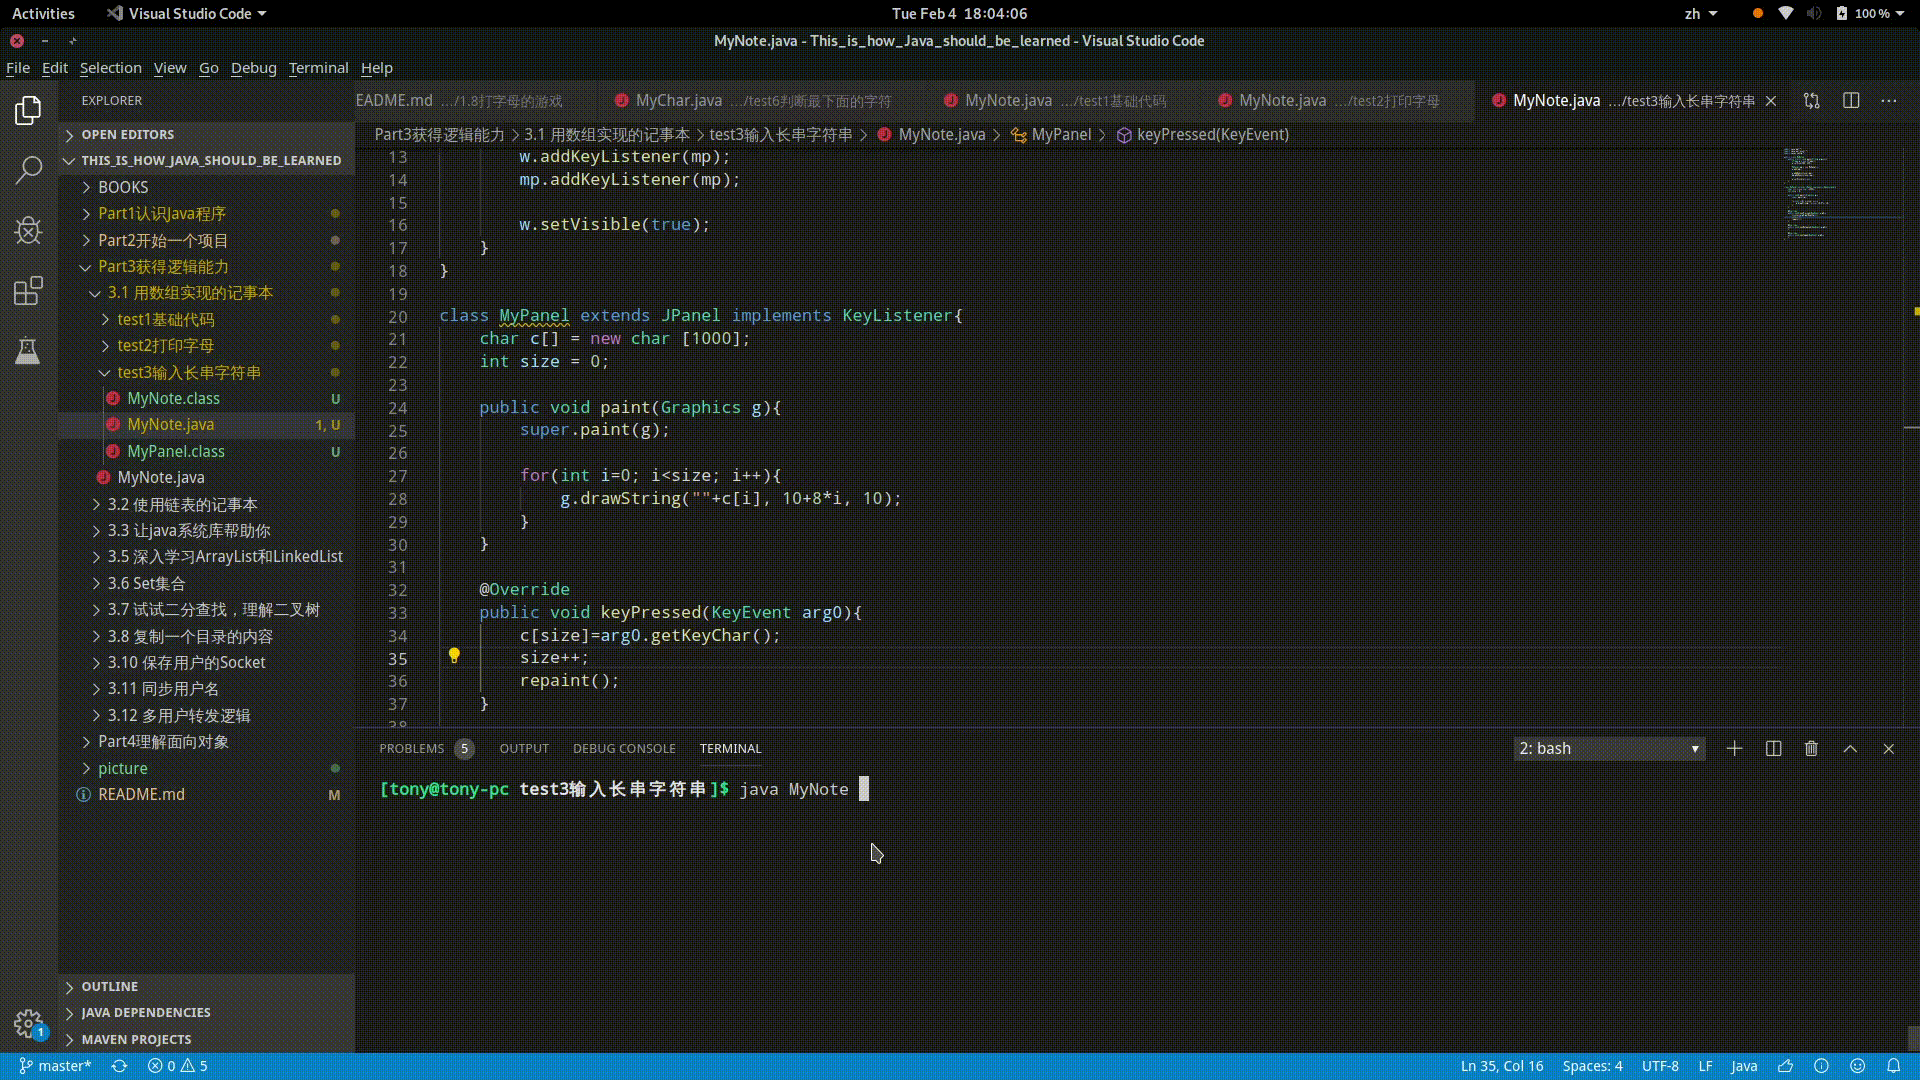 Activities Visual Studio Code Tue Feb 4 18:04:06 zh 100 %
MyNote.java - This_is_how_Java_should_be_learned - Visual Studio Code
File Edit Selection View Go Debug Terminal Help
EXPLORER
OPEN EDITORS
THIS_IS_HOW_JAVA_SHOULD_BE_LEARNED
BOOKS
Part1认识Java程序
Part2开始一个项目
Part3获得逻辑能力
3.1 用数组实现的记事本
test1基础代码
test2打印字母
test3输入长串字符串
MyNote.class U
MyNote.java 1, U
MyPanel.class U
MyNote.java
3.2 使用链表的记事本
3.3 让java系统库帮助你
3.5 深入学习ArrayList和LinkedList
3.6 Set集合
3.7 试试二分查找，理解二叉树
3.8 复制一个目录的内容
3.10 保存用户的Socket
3.11 同步用户名
3.12 多用户转发逻辑
Part4理解面向对象
picture
README.md M
OUTLINE
JAVA DEPENDENCIES
MAVEN PROJECTS
1
EADME.md .../1.8打字母的游戏 MyChar.java .../test6判断最下面的字符 MyNote.java .../test1基础代码 MyNote.java .../test2打印字母 MyNote.java .../test3输入长串字符串
Part3获得逻辑能力 > 3.1 用数组实现的记事本 > test3输入长串字符串 > MyNote.java > MyPanel > keyPressed(KeyEvent)
13 w.addKeyListener(mp);
14 mp.addKeyListener(mp);
15
16 w.setVisible(true);
17 }
18 }
19
20 class MyPanel extends JPanel implements KeyListener{
21 char c[] = new char [1000];
22 int size = 0;
23
24 public void paint(Graphics g){
25 super.paint(g);
26
27 for(int i=0; i<size; i++){
28 g.drawString(""+c[i], 10+8*i, 10);
29 }
30 }
31
32 @Override
33 public void keyPressed(KeyEvent arg0){
34 c[size]=arg0.getKeyChar();
35 size++;
36 repaint();
37 }
38
PROBLEMS 5 OUTPUT DEBUG CONSOLE TERMINAL 2: bash
[tony@tony-pc test3输入长串字符串]$ java MyNote
master* 0 5 Ln 35, Col 16 Spaces: 4 UTF-8 LF Java